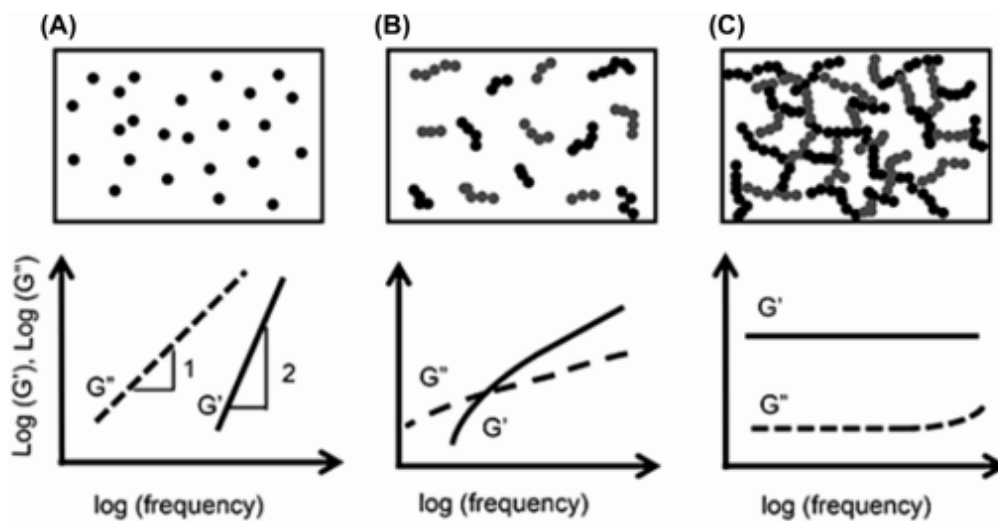 (A)
(B)
(C)
Log (G'), Log (G")
G"
1
G'
2
log (frequency)
G"
G'
log (frequency)
G'
G"
log (frequency)